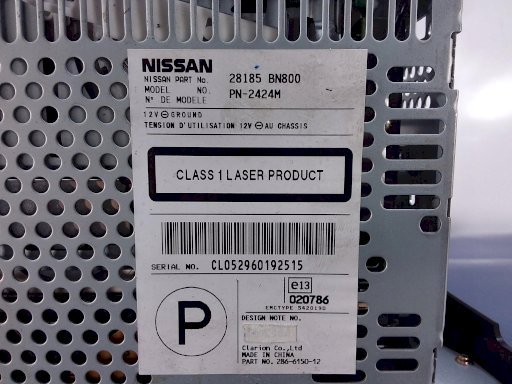 NISSAN
NISSAN PART No. 28185 BN800
MODEL NO. PN-2424M
N° DE MODELE
12V ⊖ GROUND
TENSION D'UTILISATION 12V ⊖ AU CHASSIS
CLASS 1 LASER PRODUCT
SERIAL NO. CL052960192515
e13
020786
EMCTYPE S420190
P
DESIGN NOTE NO.
Clarion Co.,Ltd
MADE IN CHINA
PART NO. 286-6150-12